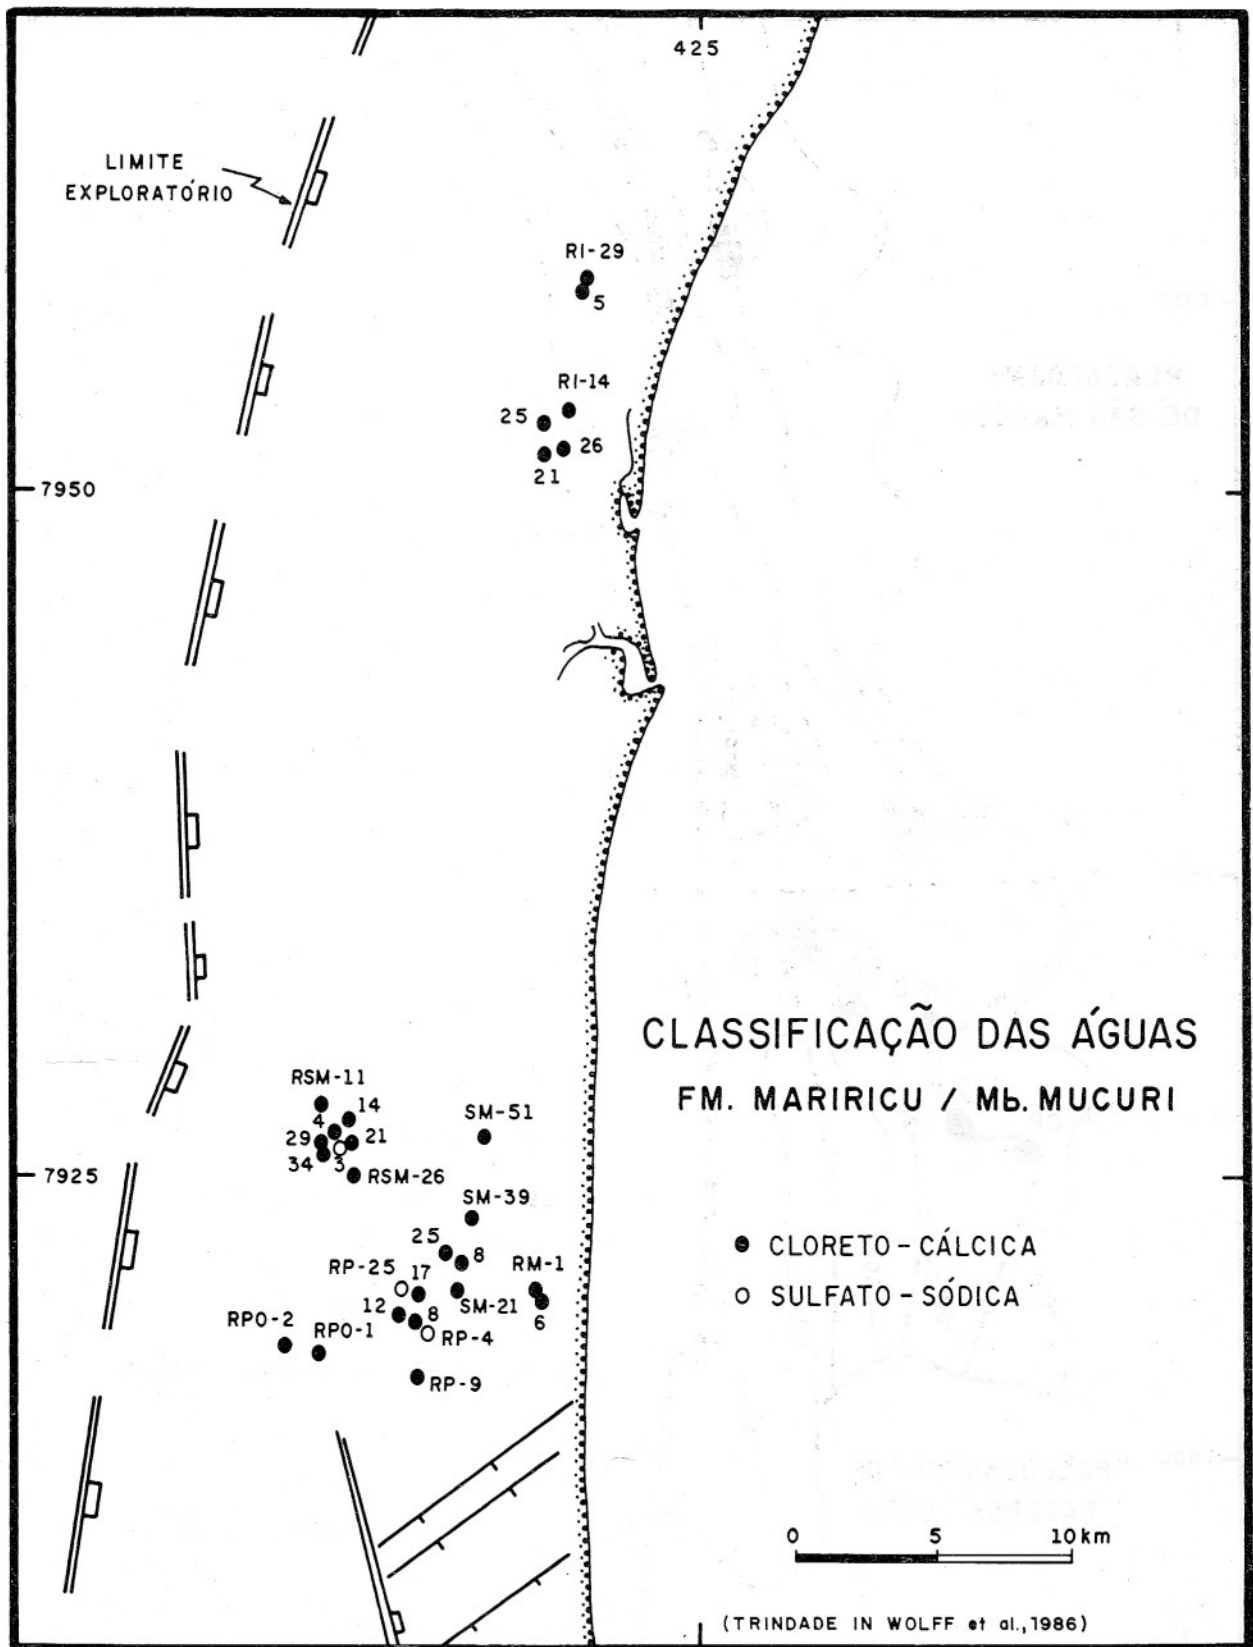 425
LIMITE
EXPLORATÓRIO
RI-29
5
RI-14
25
26
21
7950
RSM-11
14
4
SM-51
29
21
34
3
7925
RSM-26
SM-39
25
8
RP-25
17
RM-1
12
8
SM-21
6
RPO-2
RPO-1
RP-4
RP-9
CLASSIFICAÇÃO DAS ÁGUAS
FM. MARIRICU / Mb. MUCURI
CLORETO - CÁLCICA
SULFATO - SÓDICA
0 5 10 km
(TRINDADE IN WOLFF et al., 1986)